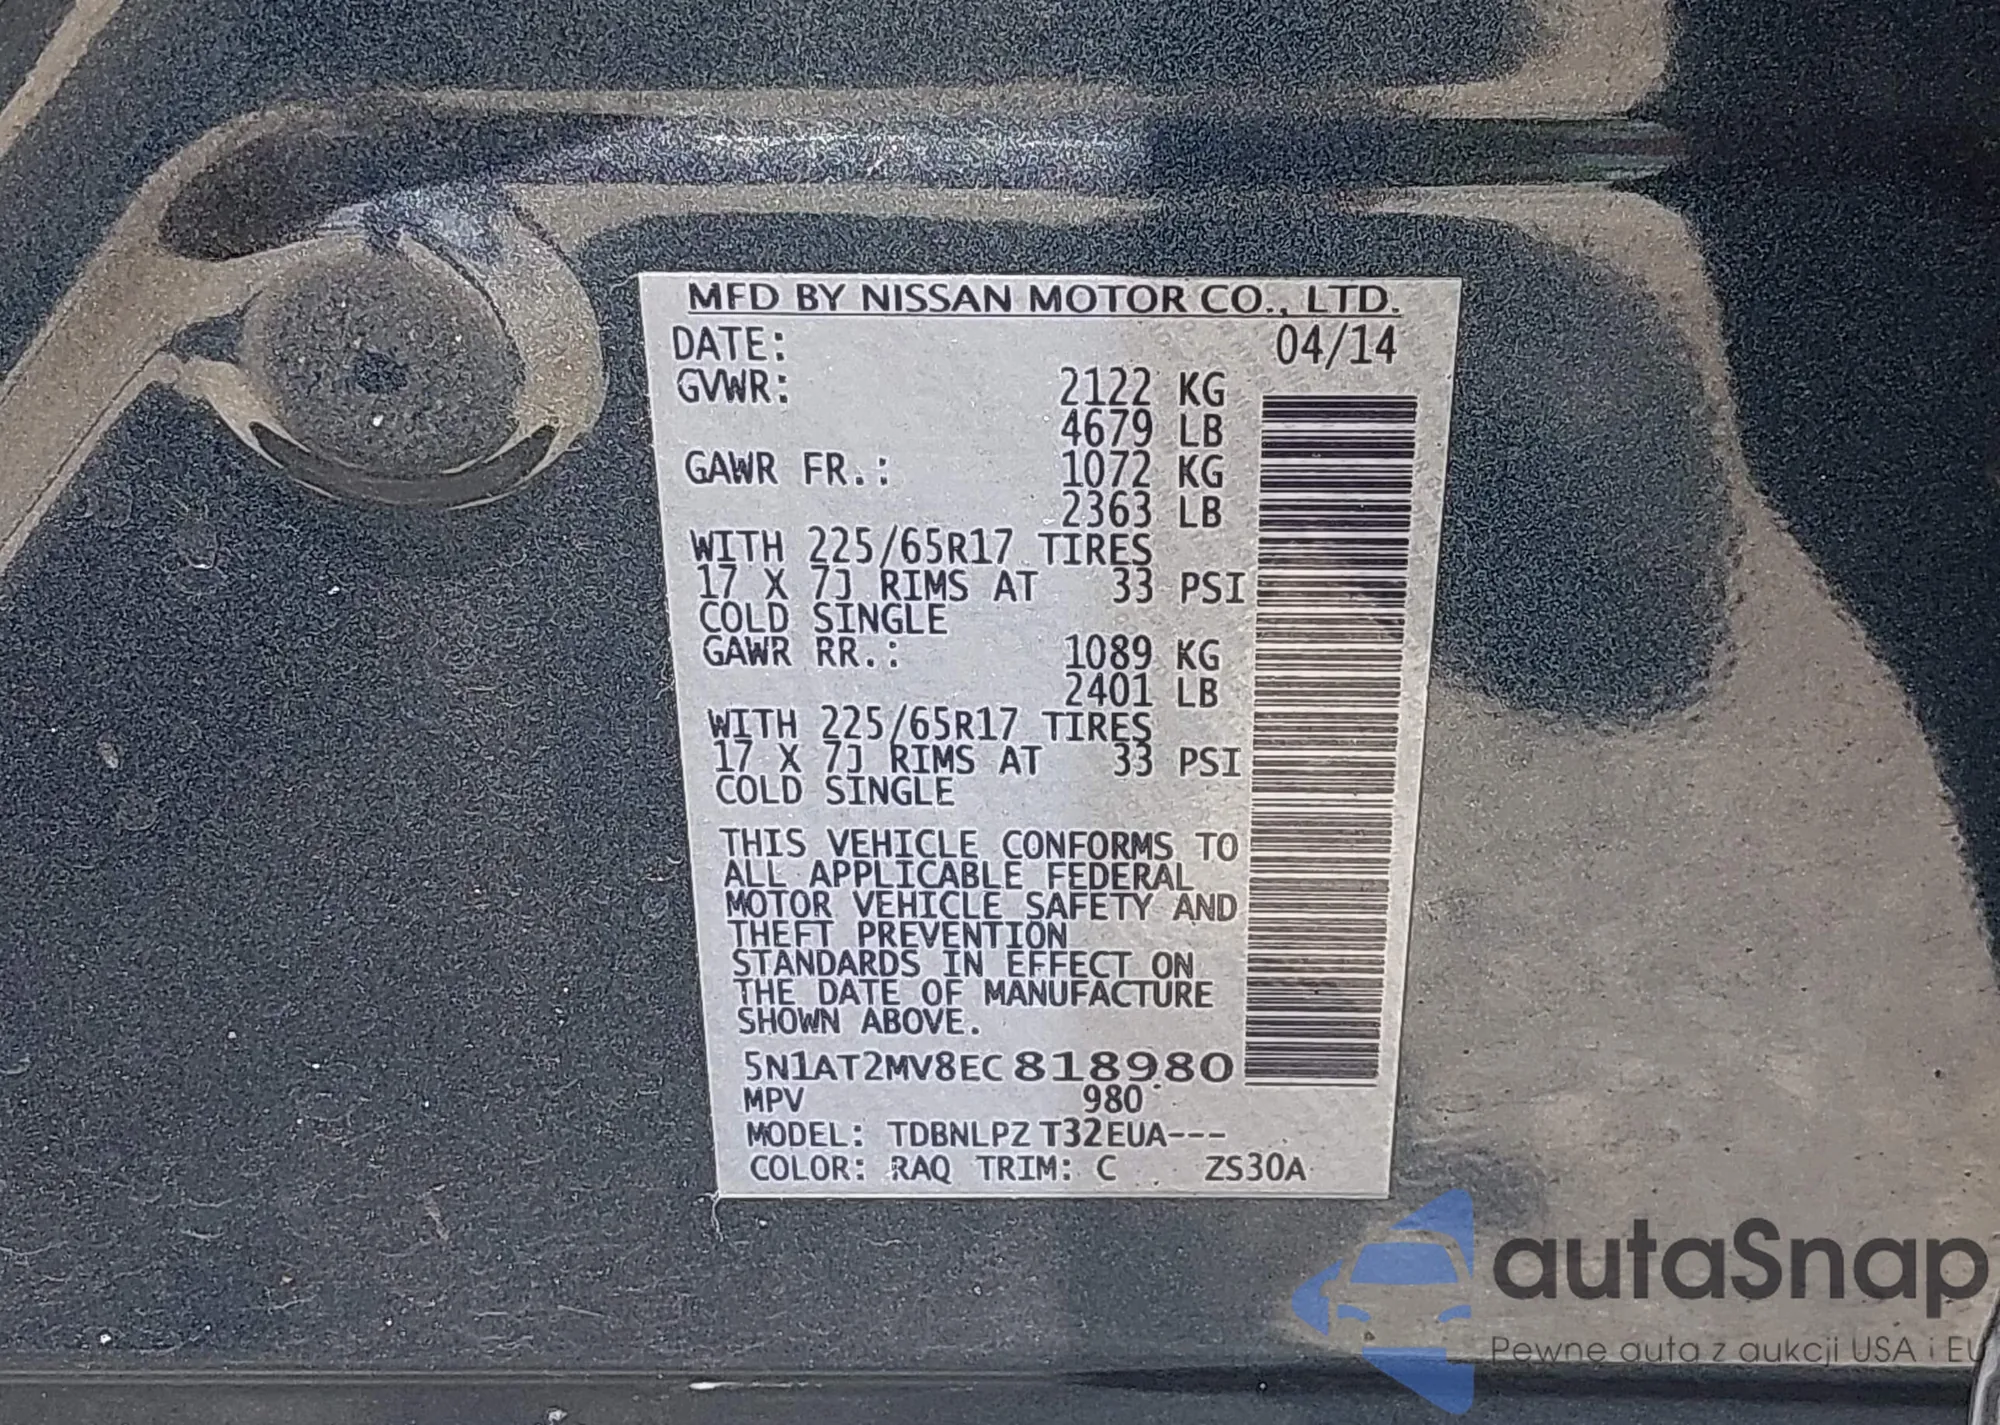 MFD BY NISSAN MOTOR CO., LTD.
DATE: 04/14
GVWR: 2122 KG
4679 LB
GAWR FR.: 1072 KG
2363 LB
WITH 225/65R17 TIRES
17 X 7J RIMS AT 33 PSI
COLD SINGLE
GAWR RR.: 1089 KG
2401 LB
WITH 225/65R17 TIRES
17 X 7J RIMS AT 33 PSI
COLD SINGLE
THIS VEHICLE CONFORMS TO
ALL APPLICABLE FEDERAL
MOTOR VEHICLE SAFETY AND
THEFT PREVENTION
STANDARDS IN EFFECT ON
THE DATE OF MANUFACTURE
SHOWN ABOVE.
5N1AT2MV8EC818980
MPV 980
MODEL: TDBNLPZ T32EUA---
COLOR: RAQ TRIM: C ZS30A
autaSnap
Pewne auta z aukcji USA i EU